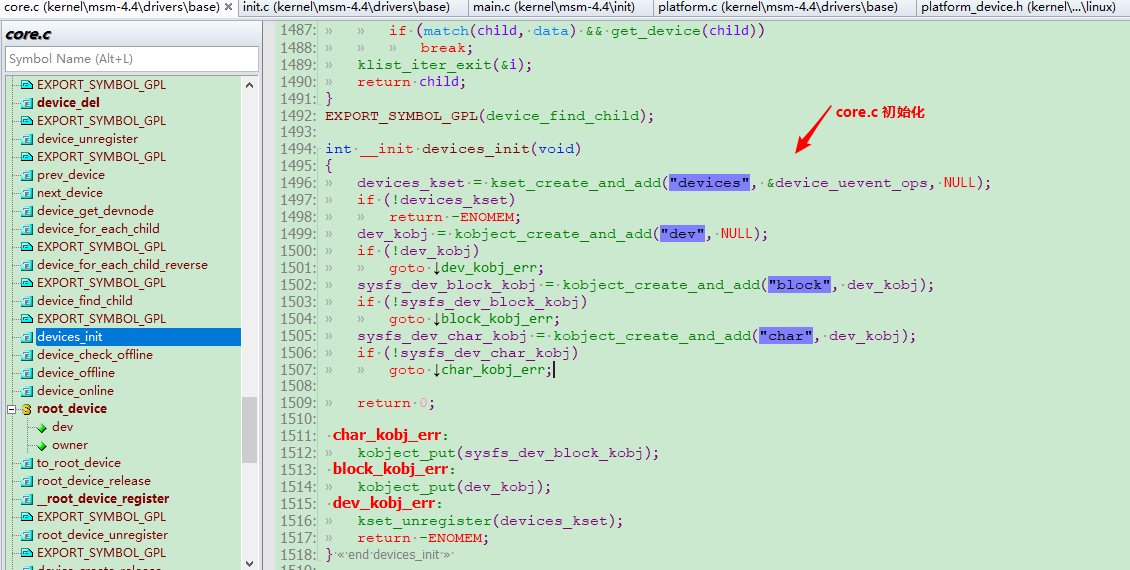 core.c (kernel\msm-4.4\drivers\base) × init.c (kernel\msm-4.4\drivers\base) main.c (kernel\msm-4.4\init) platform.c (kernel\msm-4.4\drivers\base) platform_device.h (kernel\...\linux)
core.c
Symbol Name (Alt+L)
EXPORT_SYMBOL_GPL
device_del
EXPORT_SYMBOL_GPL
device_unregister
EXPORT_SYMBOL_GPL
prev_device
next_device
device_get_devnode
device_for_each_child
EXPORT_SYMBOL_GPL
device_for_each_child_reverse
EXPORT_SYMBOL_GPL
device_find_child
EXPORT_SYMBOL_GPL
devices_init
device_check_offline
device_offline
device_online
root_device
dev
owner
to_root_device
root_device_release
__root_device_register
EXPORT_SYMBOL_GPL
root_device_unregister
EXPORT_SYMBOL_GPL
1487: » » if·(match(child,·data)·&&·get_device(child))
1488: » » » break;
1489: » klist_iter_exit(&i);
1490: » return·child;
1491: }
1492: EXPORT_SYMBOL_GPL(device_find_child);
1493:
core.c 初始化
1494: int·__init·devices_init(void)
1495: {
1496: » devices_kset·=·kset_create_and_add("devices",·&device_uevent_ops,·NULL);
1497: » if·(!devices_kset)
1498: » » return·-ENOMEM;
1499: » dev_kobj·=·kobject_create_and_add("dev",·NULL);
1500: » if·(!dev_kobj)
1501: » » goto·↓dev_kobj_err;
1502: » sysfs_dev_block_kobj·=·kobject_create_and_add("block",·dev_kobj);
1503: » if·(!sysfs_dev_block_kobj)
1504: » » goto·↓block_kobj_err;
1505: » sysfs_dev_char_kobj·=·kobject_create_and_add("char",·dev_kobj);
1506: » if·(!sysfs_dev_char_kobj)
1507: » » goto·↓char_kobj_err;
1508:
1509: » return·0;
1510:
1511: ·char_kobj_err:
1512: » kobject_put(sysfs_dev_block_kobj);
1513: ·block_kobj_err:
1514: » kobject_put(dev_kobj);
1515: ·dev_kobj_err:
1516: » kset_unregister(devices_kset);
1517: » return·-ENOMEM;
1518: }·«·end·devices_init·»·